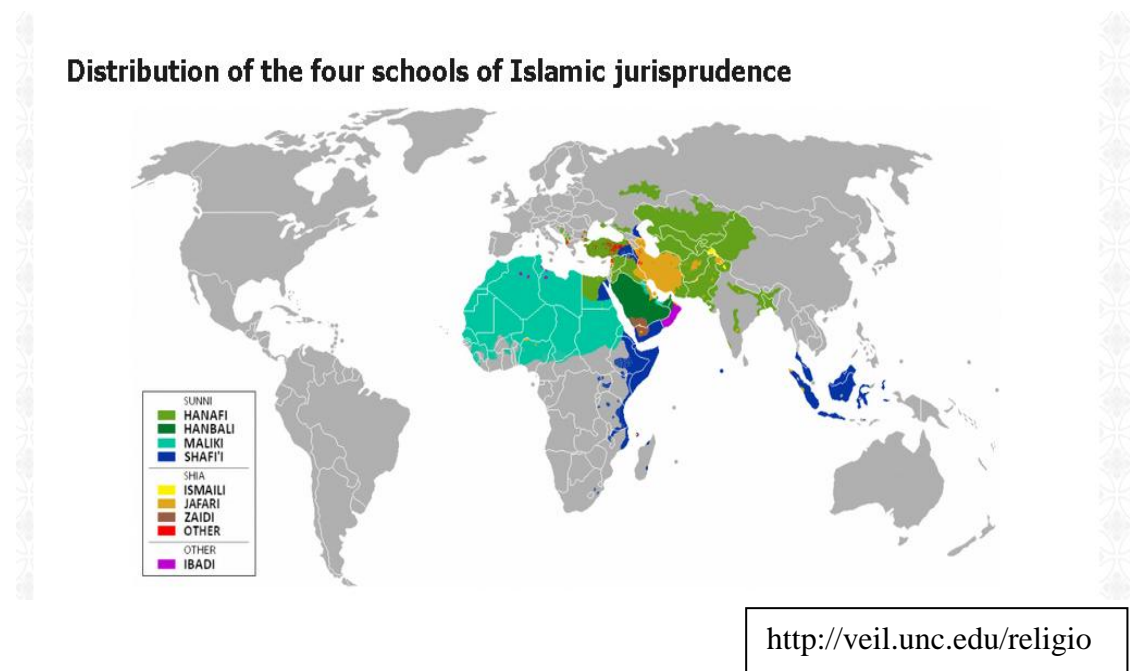 Distribution of the four schools of Islamic jurisprudence
SUNNI
HANAFI
HANBALI
MALIKI
SHAFI'I
SHIA
ISMAILI
JAFARI
ZAIDI
OTHER
OTHER
IBADI
http://veil.unc.edu/religio